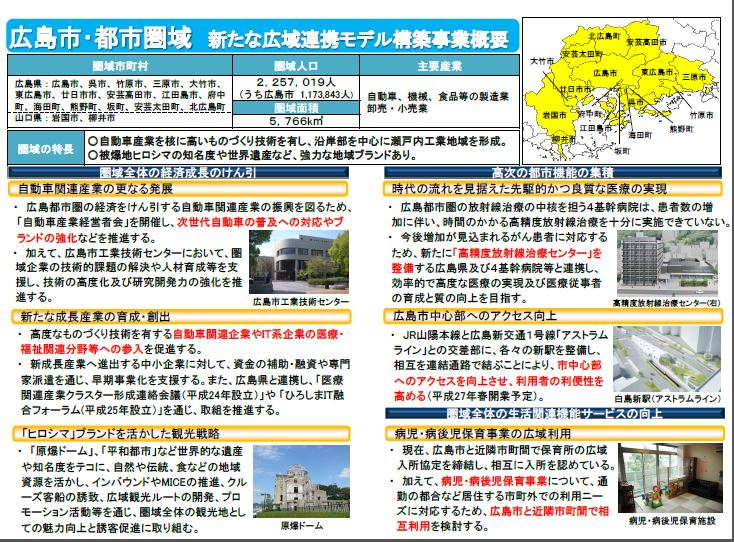 広島市・都市圏域 新たな広域連携モデル構築事業概要
圏域市町村
広島県：広島市、呉市、竹原市、三原市、大竹市、
東広島市、廿日市市、安芸高田市、江田島市、府中
町、海田町、熊野町、坂町、安芸太田町、北広島町
山口県：岩国市、柳井市
圏域人口
2,257,019人
（うち広島市 1,173,843人）
圏域面積
5,766k㎡
主要産業
自動車、機械、食品等の製造業
卸売・小売業
北広島町
安芸高田市
安芸太田町
大竹市
広島市
東広島市
三原市
廿日市市
岩国市
竹原市
呉市
府中町
江田島市
海田町
熊野町
坂町
柳井市
圏域の特長
○自動車産業を核に高いものづくり技術を有し、沿岸部を中心に瀬戸内工業地域を形成。
○被爆地ヒロシマの知名度や世界遺産など、強力な地域ブランドあり。
圏域全体の経済成長のけん引
自動車関連産業の更なる発展
・ 広島都市圏の経済をけん引する自動車関連産業の振興を図るため、
「自動車産業経営者会」を開催し、次世代自動車の普及への対応やブ
ランドの強化などを推進する。
・ 加えて、広島市工業技術センターにおいて、圏
域企業の技術的課題の解決や人材育成等を支
援し、技術の高度化及び研究開発力の強化を推
進する。
広島市工業技術センター
新たな成長産業の育成・創出
・ 高度なものづくり技術を有する自動車関連企業やIT系企業の医療・
福祉関連分野等への参入を促進する。
・ 新成長産業へ進出する中小企業に対して、資金の補助・融資や専門
家派遣を通じ、早期事業化を支援する。また、広島県と連携し、「医療
関連産業クラスター形成連絡会議（平成24年設立）」や「ひろしまIT融
合フォーラム（平成25年設立）」を通じ、取組を推進する。
「ヒロシマ」ブランドを活かした観光戦略
・ 「原爆ドーム」、「平和都市」など世界的な遺産
や知名度をテコに、自然や伝統、食などの地域
資源を活かし、インバウンドやMICEの推進、クルー
ズ客船の誘致、広域観光ルートの開発、プロ
モーション活動等を通じ、圏域全体の観光地とし
ての魅力向上と誘客促進に取り組む。
原爆ドーム
高次の都市機能の集積
時代の流れを見据えた先駆的かつ良質な医療の実現
・ 広島都市圏の放射線治療の中核を担う4基幹病院は、患者数の増
加に伴い、時間のかかる高精度放射線治療を十分に実施できていない。
・ 今後増加が見込まれるがん患者に対応する
ため、新たに「高精度放射線治療センター」を
整備する広島県及び4基幹病院等と連携し、
効率的で高度な医療の実現及び医療従事者
の育成と質の向上を目指す。
高精度放射線治療センター（右）
広島市中心部へのアクセス向上
・ JR山陽本線と広島新交通1号線「アストラム
ライン」との交差部に、各々の新駅を整備し、
相互を連結通路で結ぶことにより、市中心部
へのアクセスを向上させ、利用者の利便性を
高める（平成27年春開業予定）。
白島新駅（アストラムライン）
圏域全体の生活関連機能サービスの向上
病児・病後児保育事業の広域利用
・ 現在、広島市と近隣市町間で保育所の広域
入所協定を締結し、相互に入所を認めている。
・ 加えて、病児・病後児保育事業について、通
勤の都合など居住する市町外での利用ニー
ズに対応するため、広島市と近隣市町間で相
互利用を検討する。
病児・病後児保育施設